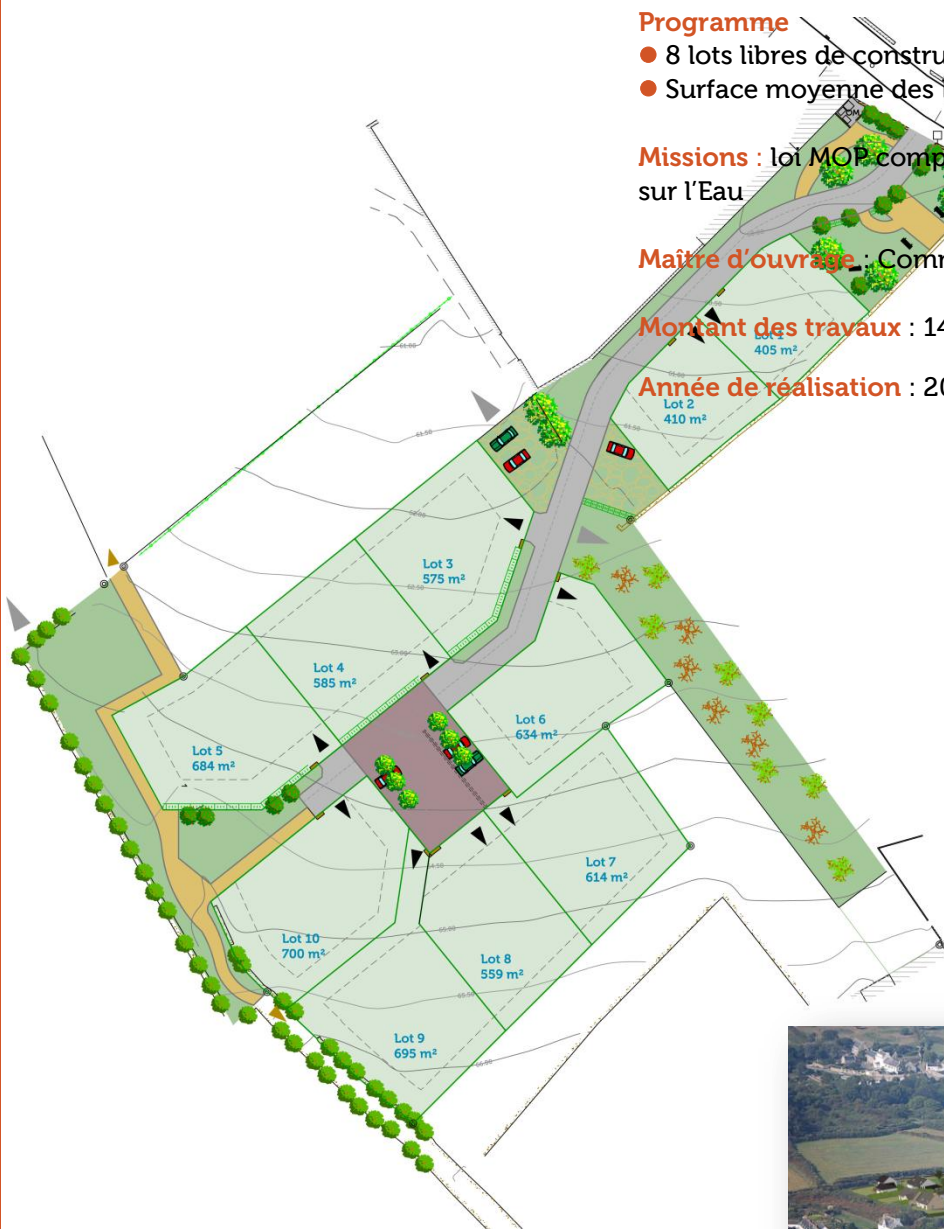 Programme
● 8 lots libres de constru
● Surface moyenne des
Missions : loi MOP comp
sur l'Eau
Maître d'ouvrage : Comm
Montant des travaux : 14
Année de réalisation : 20
OM
Lot 1
405 m²
Lot 2
410 m²
Lot 3
575 m²
Lot 4
585 m²
Lot 5
684 m²
Lot 6
634 m²
Lot 7
614 m²
Lot 8
559 m²
Lot 10
700 m²
Lot 9
695 m²